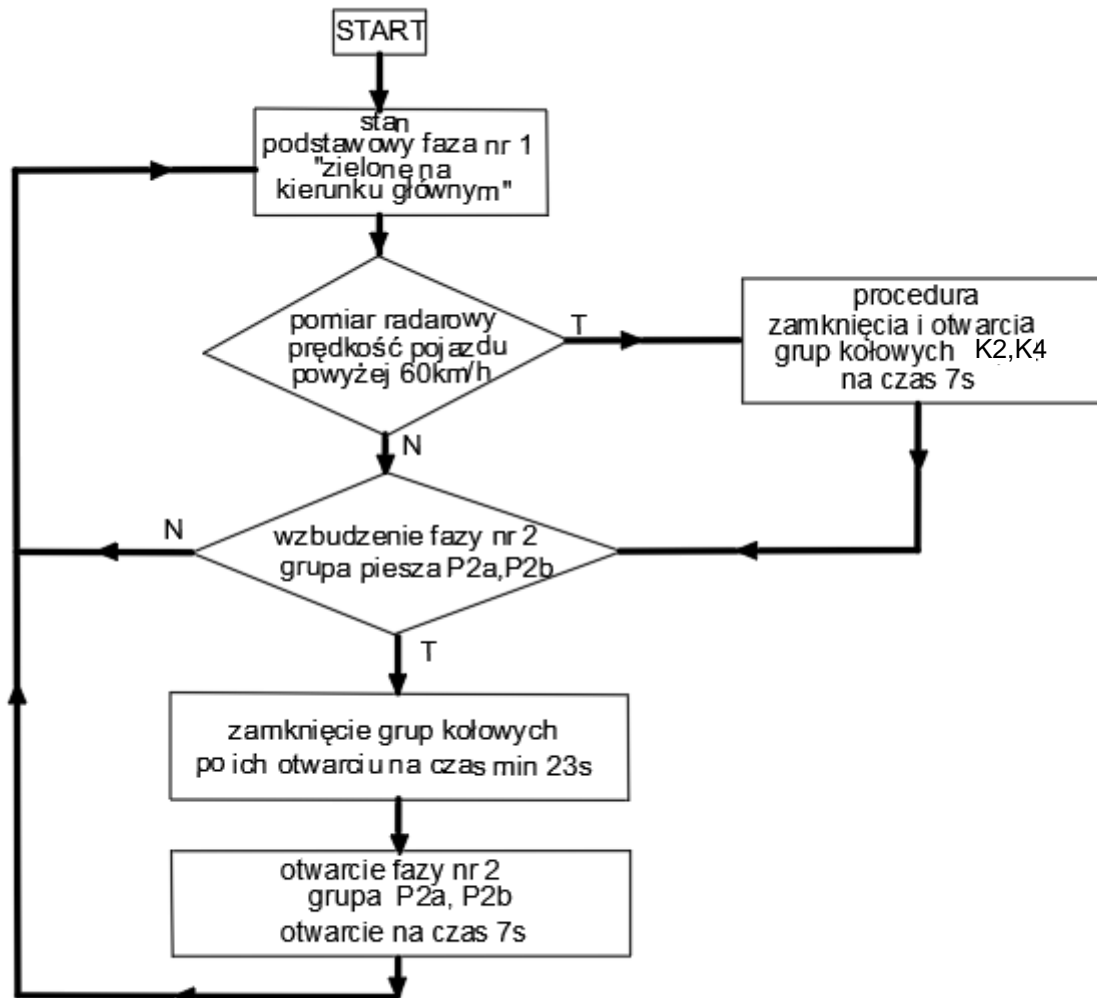 START
stan
podstawowy faza nr 1
"zielone na
kierunku głównym"
pomiar radarowy
prędkość pojazdu
powyżej 60km/h
T
procedura
zamknięcia i otwarcia
grup kołowych K2,K4
na czas 7s
N
N
wzbudzenie fazy nr 2
grupa piesza P2a,P2b
T
zamknięcie grup kołowych
po ich otwarciu na czas min 23s
otwarcie fazy nr 2
grupa P2a, P2b
otwarcie na czas 7s